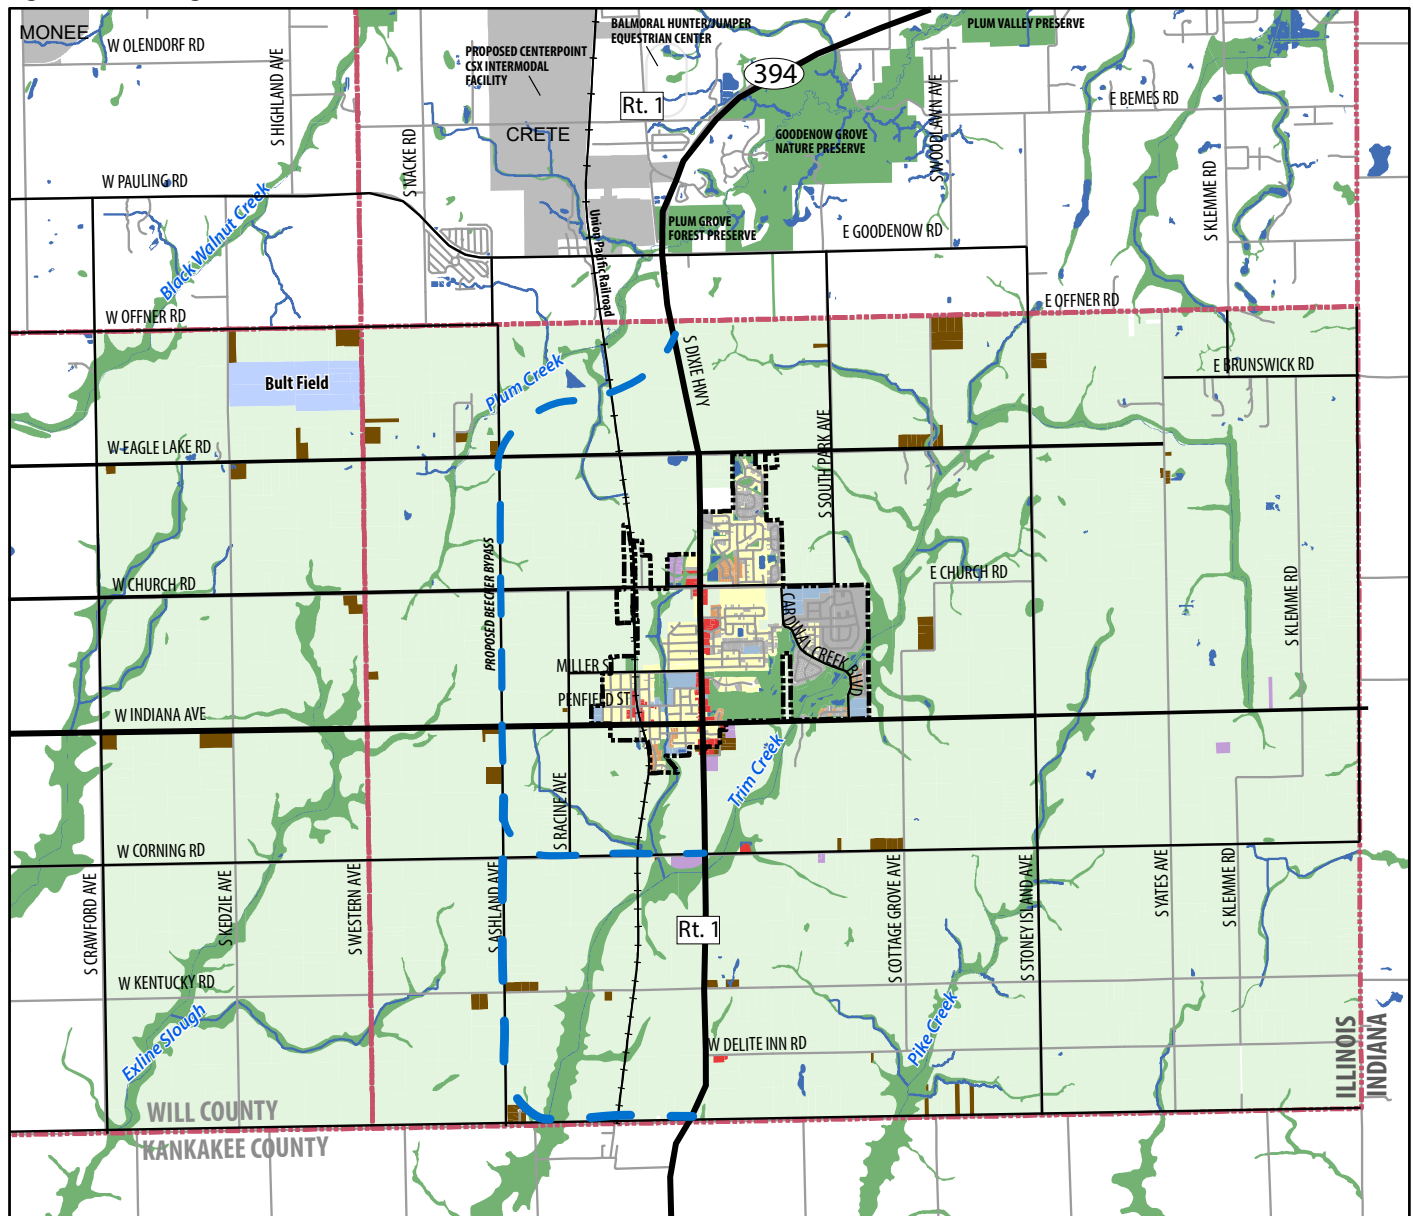 MONEE
W OLENDORF RD
S HIGHLAND AVE
BALMORAL HUNTER/JUMPER
EQUESTRIAN CENTER
PLUM VALLEY PRESERVE
PROPOSED CENTERPOINT
CSX INTERMODAL
FACILITY
394
Rt. 1
E BEMES RD
S WOODLAWN AVE
CRETE
GOODENOW GROVE
NATURE PRESERVE
S NACKE RD
W PAULING RD
S KLEMME RD
Black Walnut Creek
Union Pacific Railroad
PLUM GROVE
FOREST PRESERVE
E GOODENOW RD
W OFFNER RD
E OFFNER RD
S DIXIE HWY
Bult Field
Plum Creek
E BRUNSWICK RD
W EAGLE LAKE RD
S SOUTH PARK AVE
PROPOSED BEECHER BYPASS
W CHURCH RD
E CHURCH RD
S KLEMME RD
CARDINAL CREEK BLVD
MILLER ST
PENFIELD ST
W INDIANA AVE
Trim Creek
S RACINE AVE
W CORNING RD
S CRAWFORD AVE
S KEDZIE AVE
S WESTERN AVE
S ASHLAND AVE
S COTTAGE GROVE AVE
S STONEY ISLAND AVE
S YATES AVE
S KLEMME RD
Rt. 1
W KENTUCKY RD
Exline Slough
Pike Creek
W DELITE INN RD
ILLINOIS
INDIANA
WILL COUNTY
KANKAKEE COUNTY